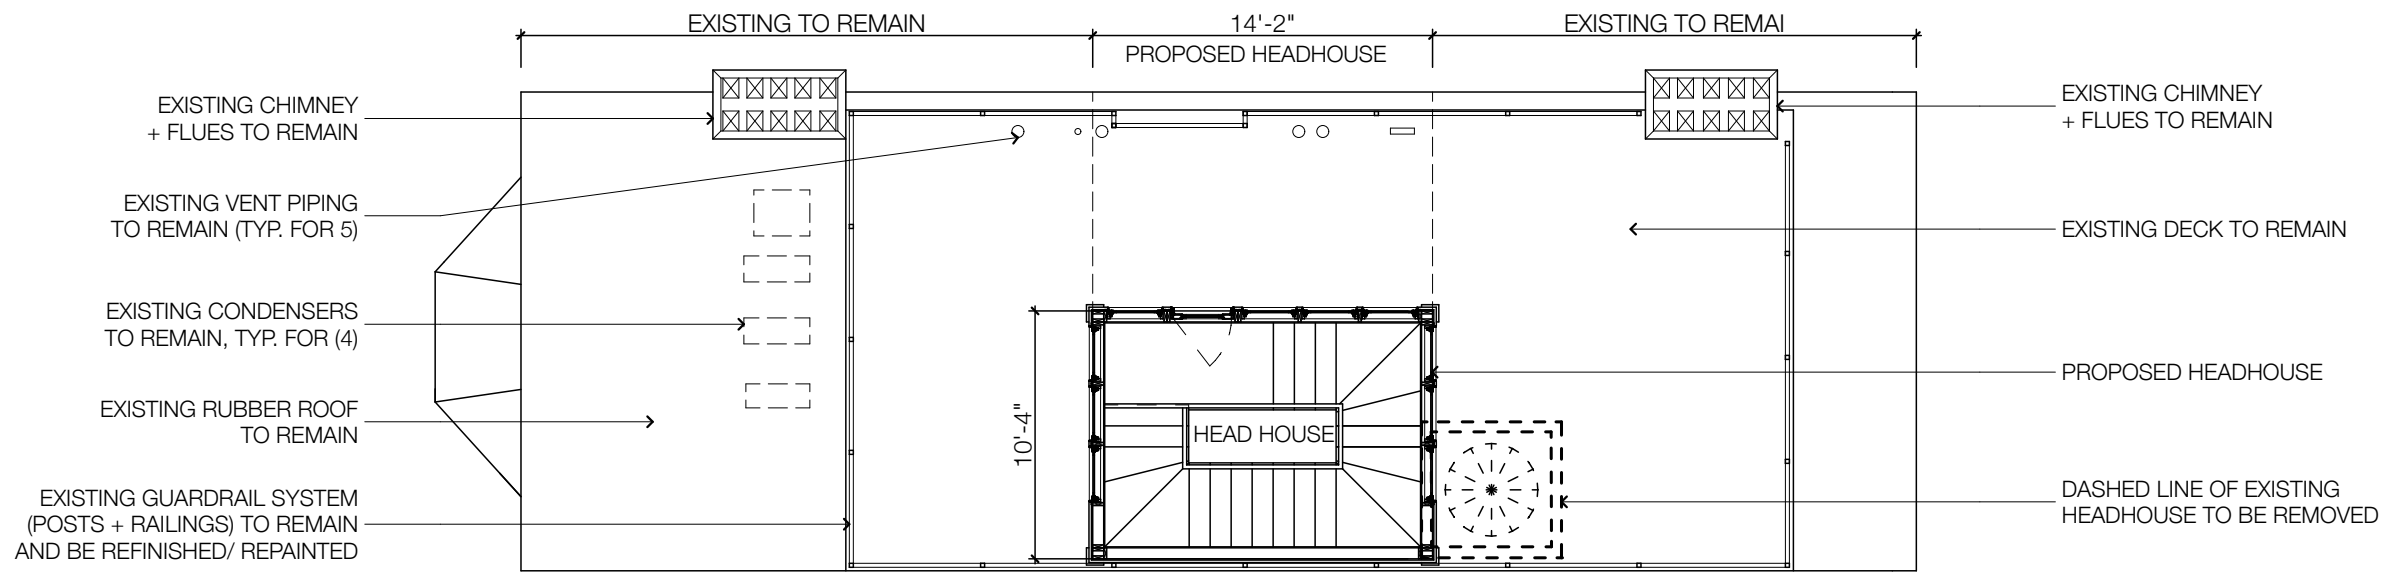 EXISTING TO REMAIN
14'-2"
EXISTING TO REMAI
PROPOSED HEADHOUSE
EXISTING CHIMNEY
+ FLUES TO REMAIN
EXISTING VENT PIPING
TO REMAIN (TYP. FOR 5)
EXISTING CONDENSERS
TO REMAIN, TYP. FOR (4)
EXISTING RUBBER ROOF
TO REMAIN
EXISTING GUARDRAIL SYSTEM
(POSTS + RAILINGS) TO REMAIN
AND BE REFINISHED/ REPAINTED
10'-4"
HEAD HOUSE
EXISTING CHIMNEY
+ FLUES TO REMAIN
EXISTING DECK TO REMAIN
PROPOSED HEADHOUSE
DASHED LINE OF EXISTING
HEADHOUSE TO BE REMOVED